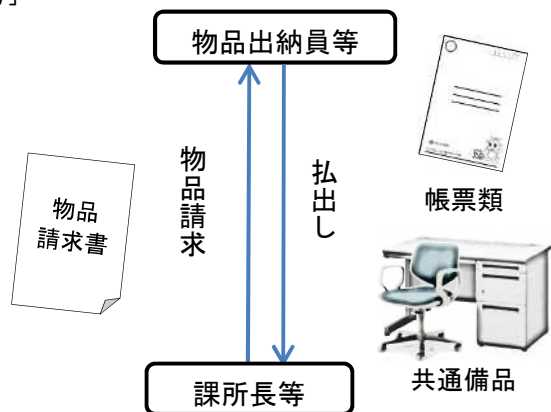 物品出納員等
物品
請求書
物品請求
払出し
帳票類
共通備品
課所長等